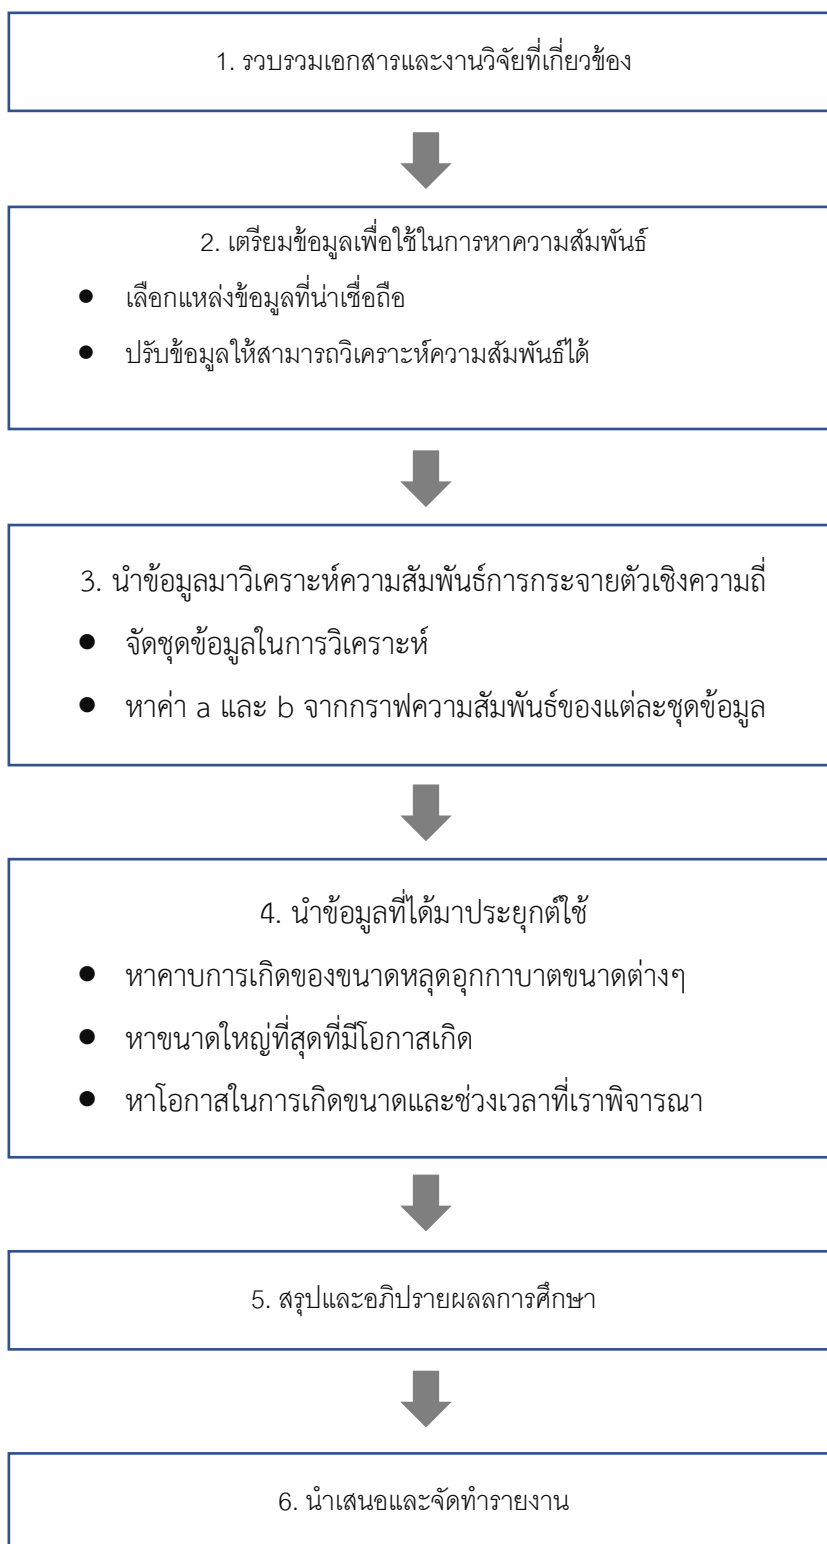 1. รวบรวมเอกสารและงานวิจัยที่เกี่ยวข้อง
2. เตรียมข้อมูลเพื่อใช้ในการหาความสัมพันธ์
● เลือกแหล่งข้อมูลที่น่าเชื่อถือ
● ปรับข้อมูลให้สามารถวิเคราะห์ความสัมพันธ์ได้
3. นำข้อมูลมาวิเคราะห์ความสัมพันธ์การกระจายตัวเชิงความถี่
● จัดชุดข้อมูลในการวิเคราะห์
● หาค่า a และ b จากกราฟความสัมพันธ์ของแต่ละชุดข้อมูล
4. นำข้อมูลที่ได้มาประยุกต์ใช้
● หาคาบการเกิดของขนาดหลุดอุกกาบาตขนาดต่างๆ
● หาขนาดใหญ่ที่สุดที่มีโอกาสเกิด
● หาโอกาสในการเกิดขนาดและช่วงเวลาที่เราพิจารณา
5. สรุปและอภิปรายผลลการศึกษา
6. นำเสนอและจัดทำรายงาน